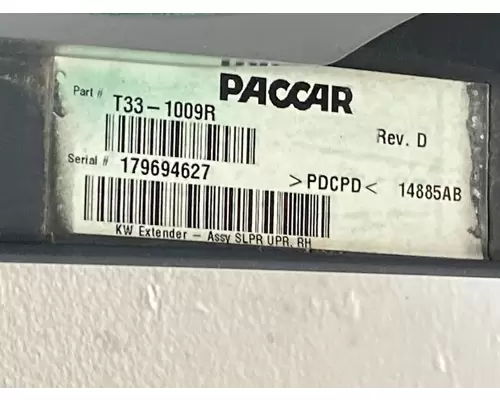 PACCAR
Part # T33-1009R
Rev. D
Serial # 179694627
>PDCPD< 14885AB
KW Extender - Assy SLPR UPR, RH